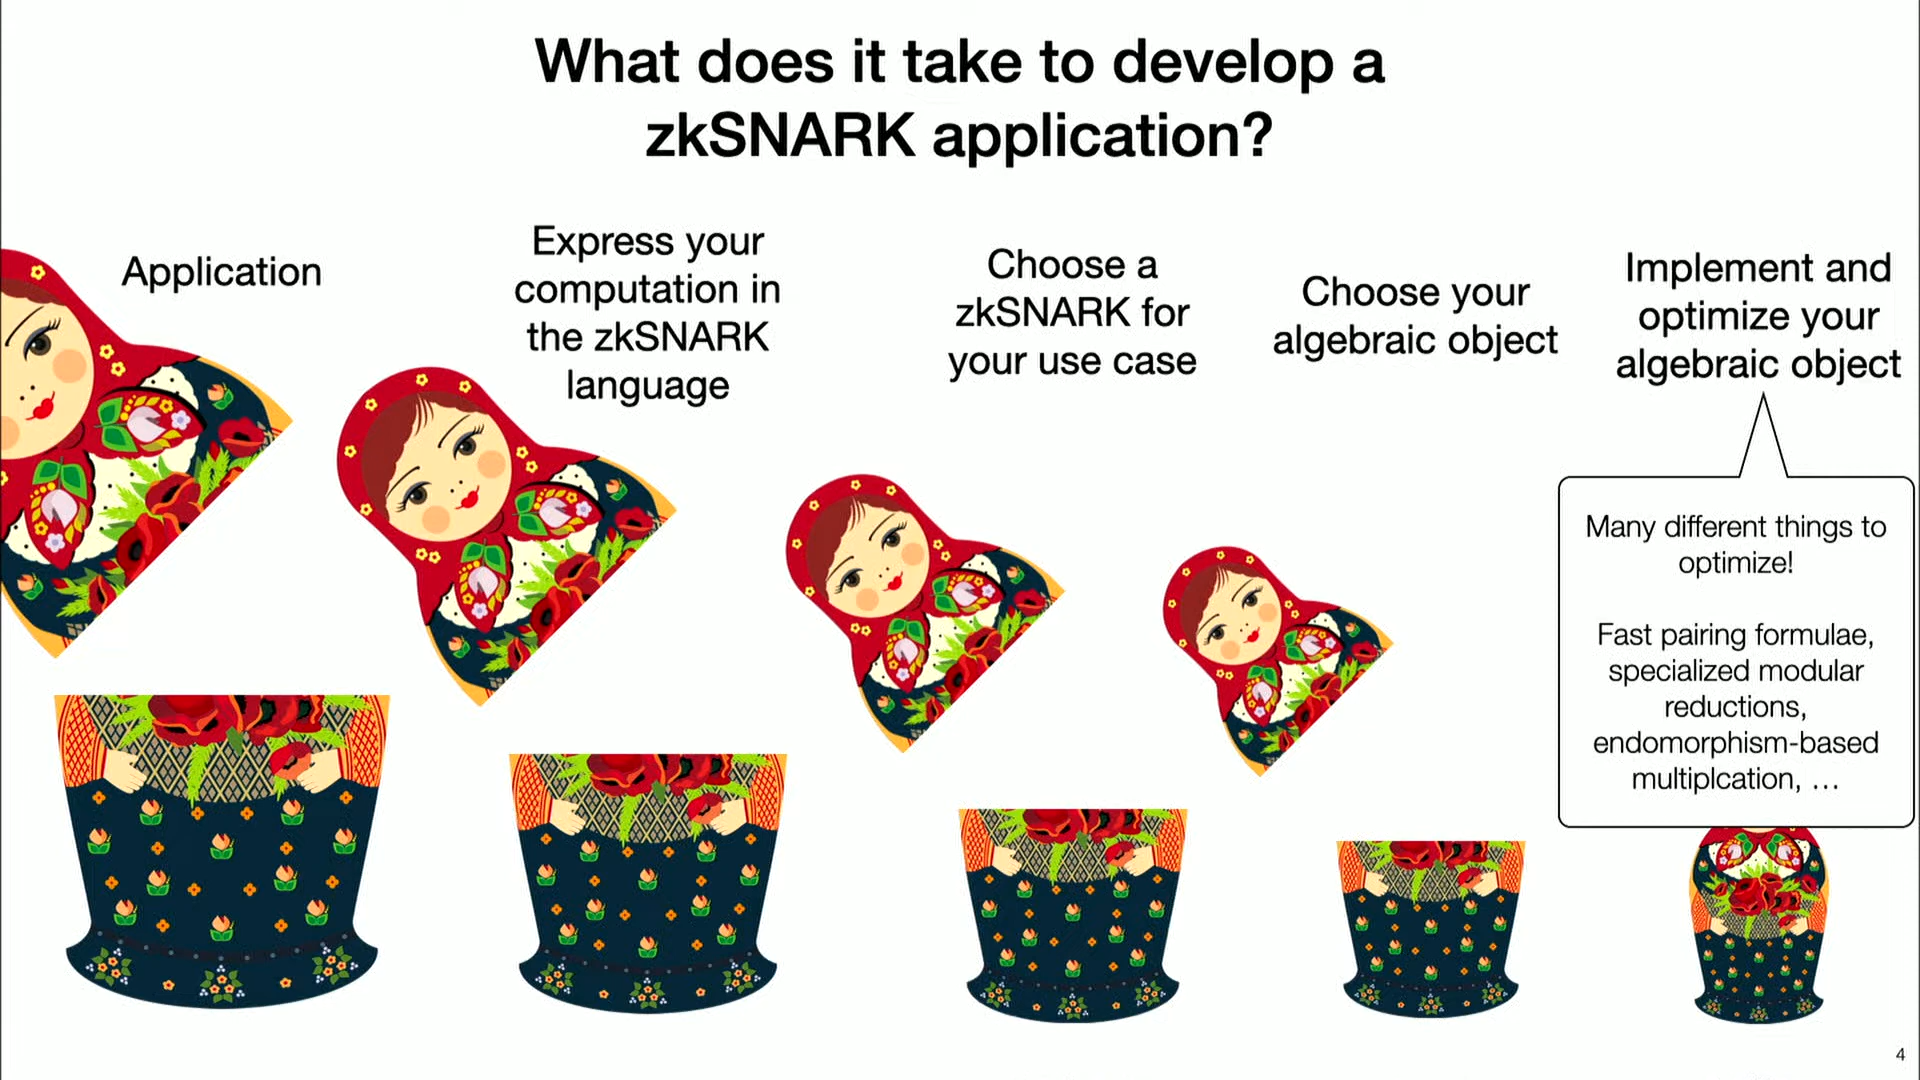 What does it take to develop a
zkSNARK application?
Application
Express your
computation in
the zkSNARK
language
Choose a
zkSNARK for
your use case
Choose your
algebraic object
Implement and
optimize your
algebraic object
Many different things to
optimize!
Fast pairing formulae,
specialized modular
reductions,
endomorphism-based
multiplcation, …
4